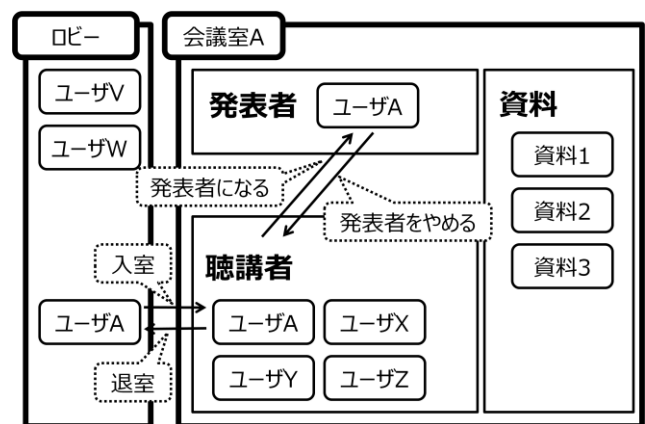 ロビー
会議室A
ユーザV
ユーザW
発表者
ユーザA
資料
資料1
資料2
資料3
発表者になる
発表者をやめる
入室
聴講者
ユーザA
ユーザA
ユーザX
退室
ユーザY
ユーザZ